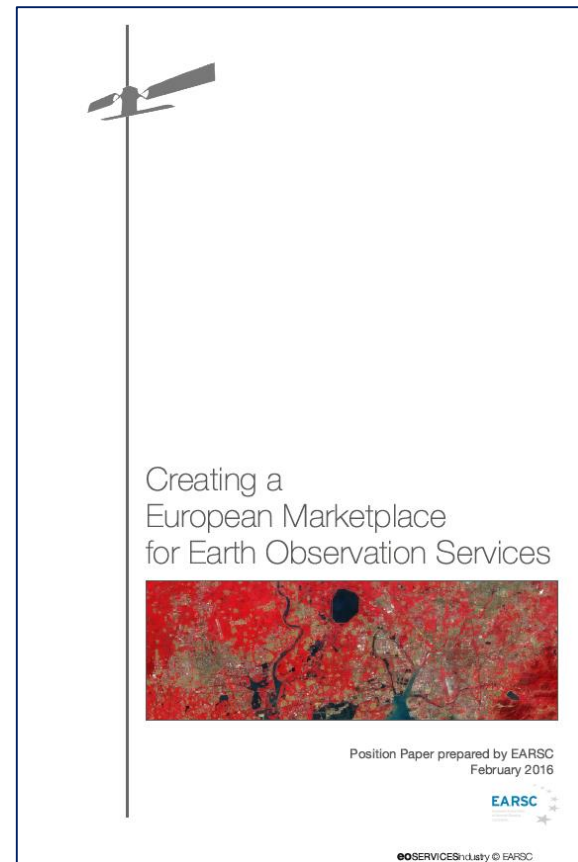 Creating a
European Marketplace
for Earth Observation Services
Position Paper prepared by EARSC
February 2016
EARSC
eoSERVICESindustry © EARSC